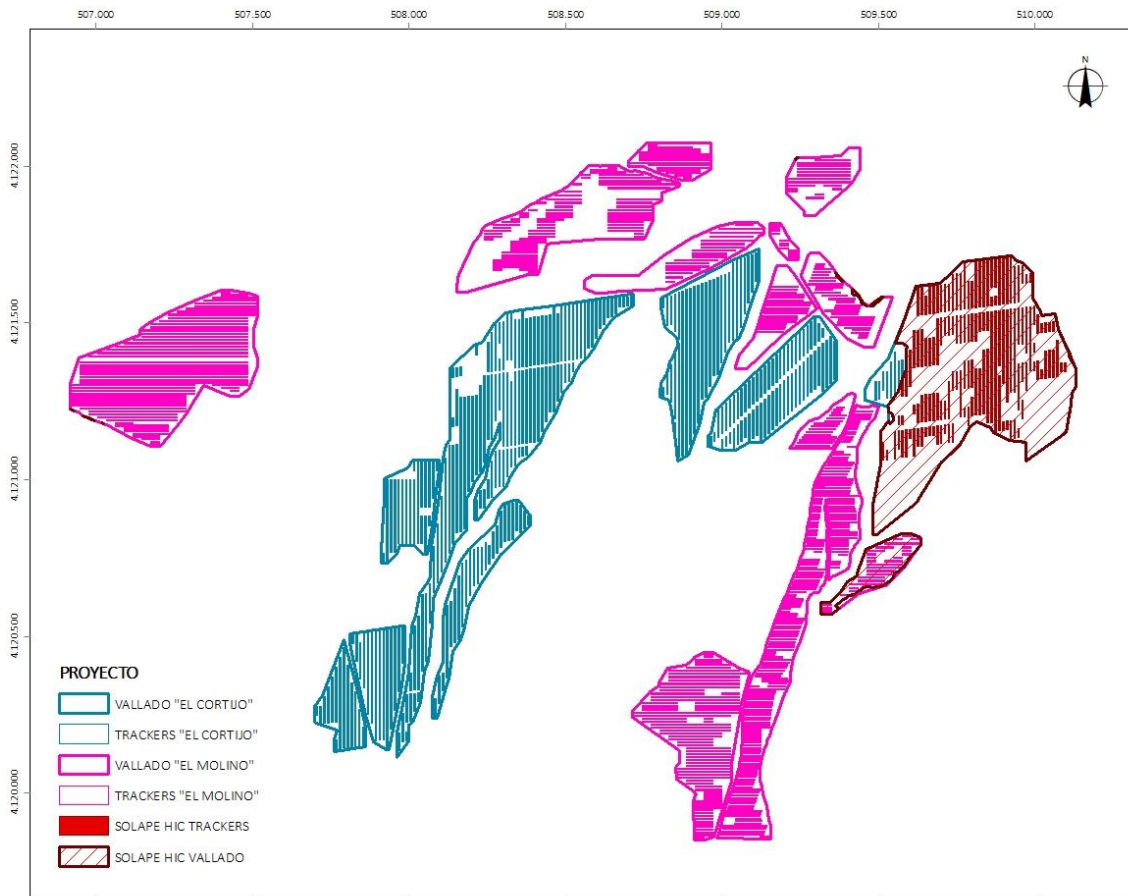 507.000
507.500
508.000
508.500
509.000
509.500
510.000
N
4.122.000
4.121.500
4.121.000
4.120.500
4.120.000
PROYECTO
VALLADO "EL CORTIJO"
TRACKERS "EL CORTIJO"
VALLADO "EL MOLINO"
TRACKERS "EL MOLINO"
SOLAPE HIC TRACKERS
SOLAPE HIC VALLADO